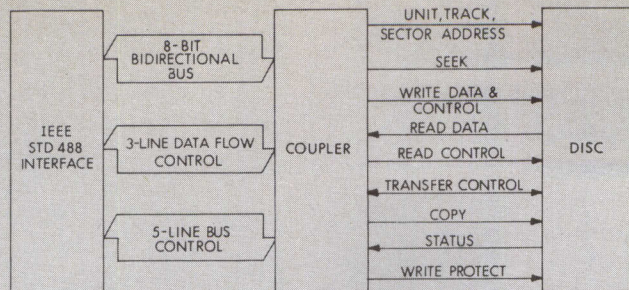 IEEE
STD 488
INTERFACE
8-BIT
BIDIRECTIONAL
BUS
3-LINE DATA FLOW
CONTROL
5-LINE BUS
CONTROL
COUPLER
UNIT, TRACK,
SECTOR ADDRESS
SEEK
WRITE DATA &
CONTROL
READ DATA
READ CONTROL
TRANSFER CONTROL
COPY
STATUS
WRITE PROTECT
DISC